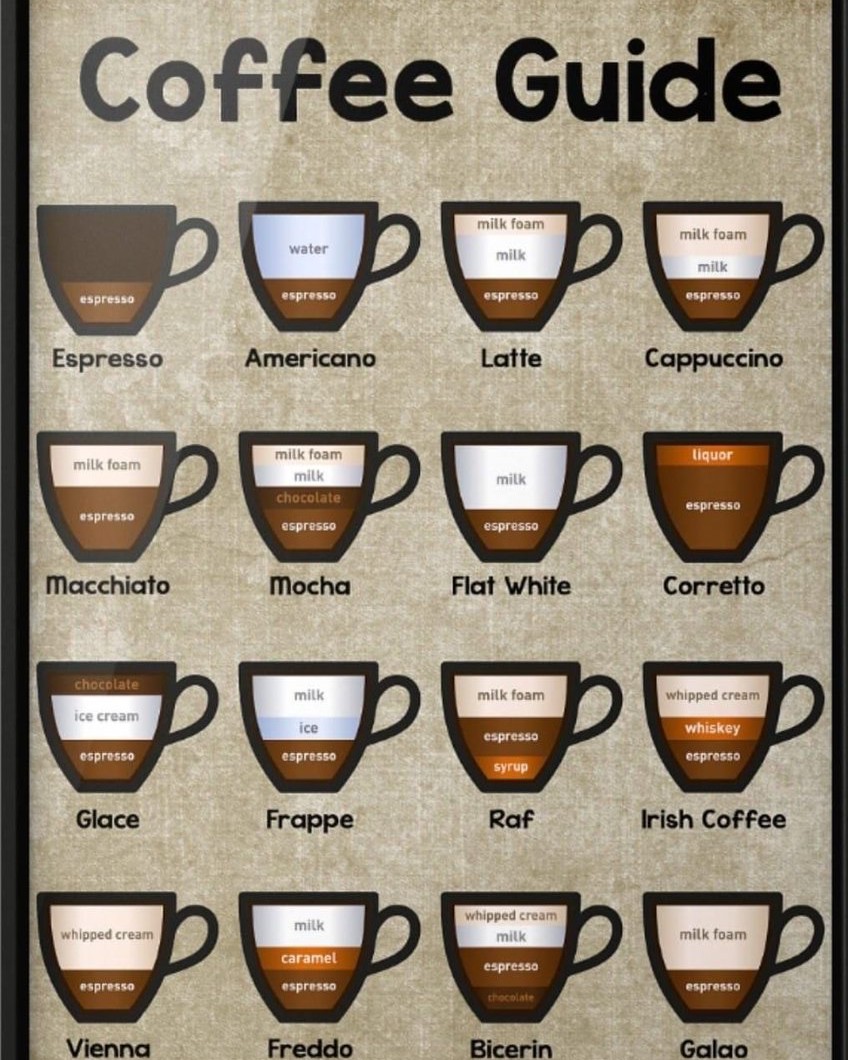 Coffee Guide
espresso
Espresso
water
espresso
Americano
milk foam
milk
espresso
Latte
milk foam
milk
espresso
Cappuccino
milk foam
espresso
Macchiato
milk foam
milk
chocolate
espresso
Mocha
milk
espresso
Flat White
liquor
espresso
Corretto
chocolate
ice cream
espresso
Glace
milk
ice
espresso
Frappe
milk foam
espresso
syrup
Raf
whipped cream
whiskey
espresso
Irish Coffee
whipped cream
espresso
Vienna
milk
caramel
espresso
Freddo
whipped cream
milk
espresso
chocolate
Bicerin
milk foam
espresso
Galao